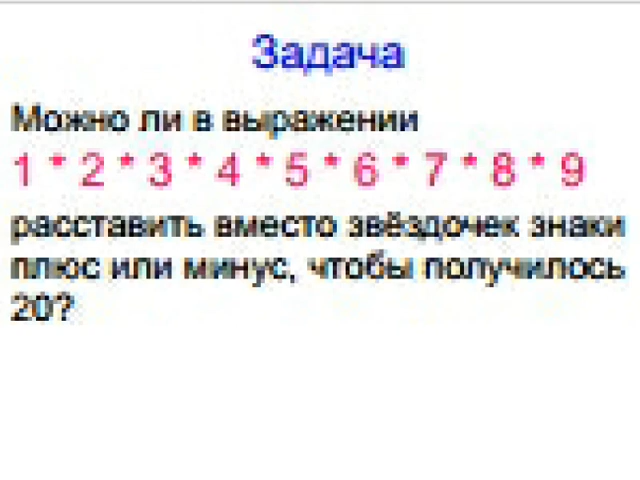 Задача
Можно ли в выражении
1 * 2 * 3 * 4 * 5 * 6 * 7 * 8 * 9
расставить вместо звёздочек знаки
плюс или минус, чтобы получилось
20?